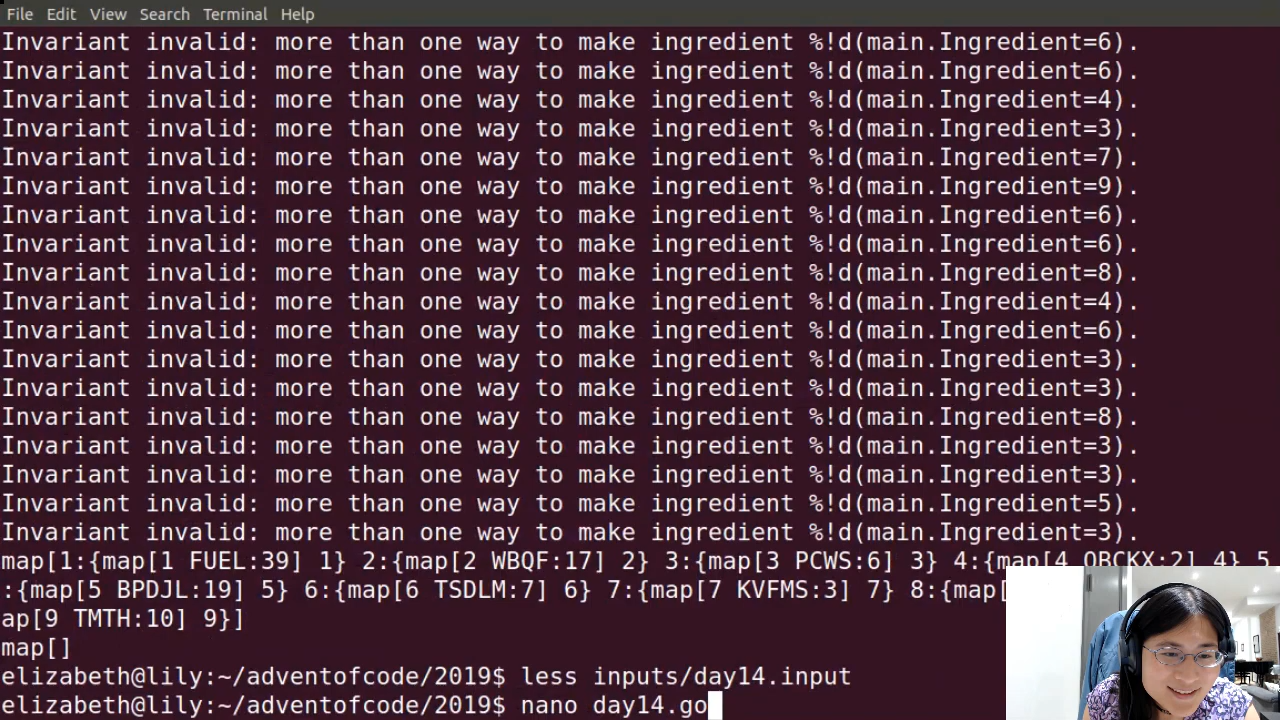 File Edit View Search Terminal Help
Invariant invalid: more than one way to make ingredient %!d(main.Ingredient=6).
Invariant invalid: more than one way to make ingredient %!d(main.Ingredient=6).
Invariant invalid: more than one way to make ingredient %!d(main.Ingredient=4).
Invariant invalid: more than one way to make ingredient %!d(main.Ingredient=3).
Invariant invalid: more than one way to make ingredient %!d(main.Ingredient=7).
Invariant invalid: more than one way to make ingredient %!d(main.Ingredient=9).
Invariant invalid: more than one way to make ingredient %!d(main.Ingredient=6).
Invariant invalid: more than one way to make ingredient %!d(main.Ingredient=6).
Invariant invalid: more than one way to make ingredient %!d(main.Ingredient=8).
Invariant invalid: more than one way to make ingredient %!d(main.Ingredient=4).
Invariant invalid: more than one way to make ingredient %!d(main.Ingredient=6).
Invariant invalid: more than one way to make ingredient %!d(main.Ingredient=3).
Invariant invalid: more than one way to make ingredient %!d(main.Ingredient=3).
Invariant invalid: more than one way to make ingredient %!d(main.Ingredient=8).
Invariant invalid: more than one way to make ingredient %!d(main.Ingredient=3).
Invariant invalid: more than one way to make ingredient %!d(main.Ingredient=3).
Invariant invalid: more than one way to make ingredient %!d(main.Ingredient=5).
Invariant invalid: more than one way to make ingredient %!d(main.Ingredient=3).
map[1:{map[1 FUEL:39] 1} 2:{map[2 WBQF:17] 2} 3:{map[3 PCWS:6] 3} 4:{map[4 QBCKX:2] 4} 5
:{map[5 BPDJL:19] 5} 6:{map[6 TSDLM:7] 6} 7:{map[7 KVFMS:3] 7} 8:{map[
ap[9 TMTH:10] 9}]
map[]
elizabeth@lily:~/adventofcode/2019$ less inputs/day14.input
elizabeth@lily:~/adventofcode/2019$ nano day14.go